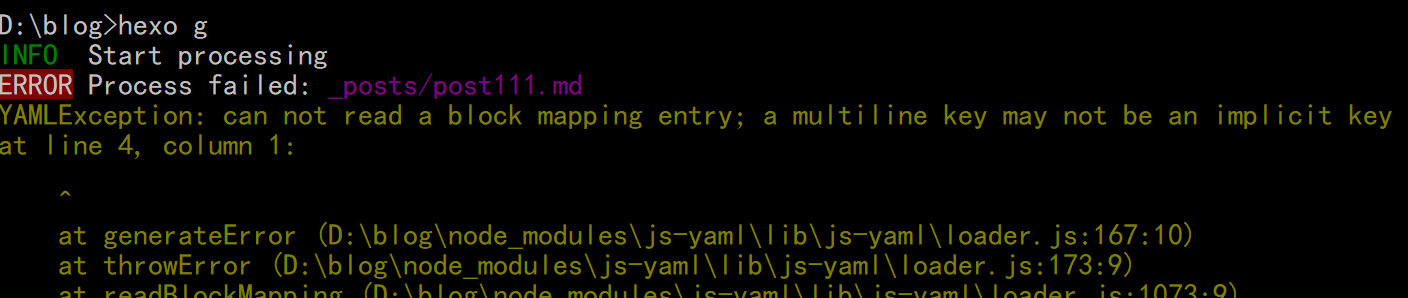 D:\blog>hexo g
INFO  Start processing
ERROR Process failed: _posts/post111.md
YAMLException: can not read a block mapping entry; a multiline key may not be an implicit key
at line 4, column 1:
^
at generateError (D:\blog\node_modules\js-yaml\lib\js-yaml\loader.js:167:10)
at throwError (D:\blog\node_modules\js-yaml\lib\js-yaml\loader.js:173:9)
at readBlockMapping (D:\blog\node_modules\js-yaml\lib\js-yaml\loader.js:1073:9)